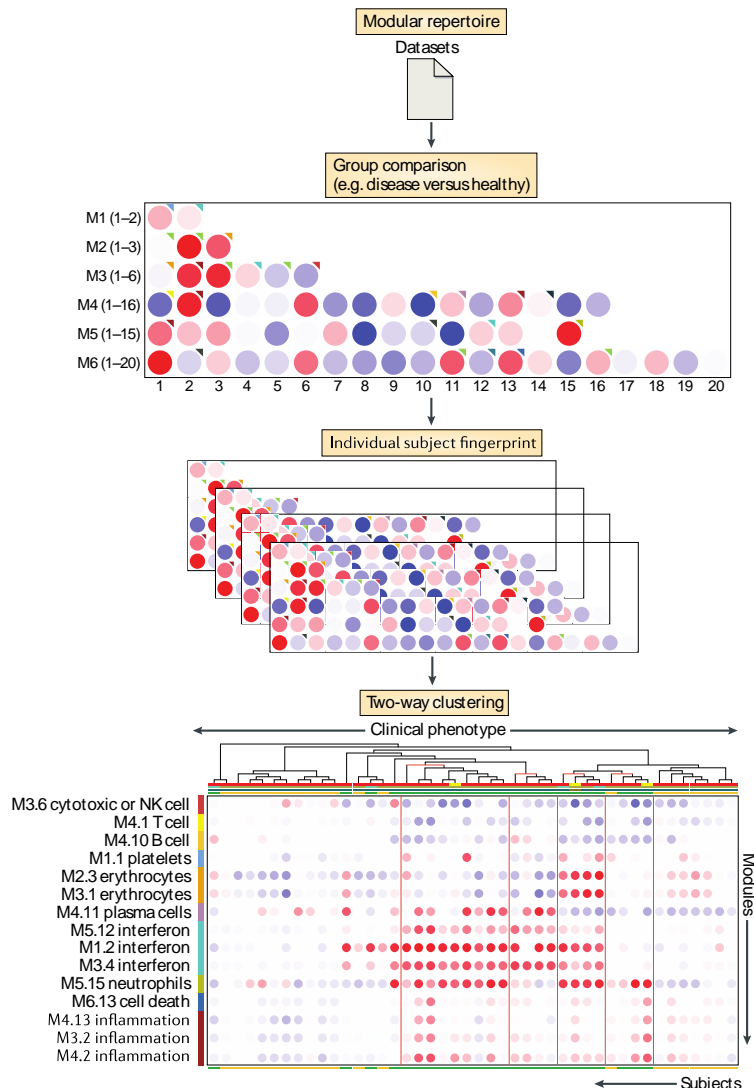 Modular repertoire
Datasets
Group comparison
(e.g. disease versus healthy)
M1 (1–2)
M2 (1–3)
M3 (1–6)
M4 (1–16)
M5 (1–15)
M6 (1–20)
1 2 3 4 5 6 7 8 9 10 11 12 13 14 15 16 17 18 19 20
Individual subject fingerprint
Two-way clustering
Clinical phenotype
M3.6 cytotoxic or NK cell
M4.1 T cell
M4.10 B cell
M1.1 platelets
M2.3 erythrocytes
M3.1 erythrocytes
M4.11 plasma cells
M5.12 interferon
M1.2 interferon
M3.4 interferon
M5.15 neutrophils
M6.13 cell death
M4.13 inflammation
M3.2 inflammation
M4.2 inflammation
Modules
Subjects